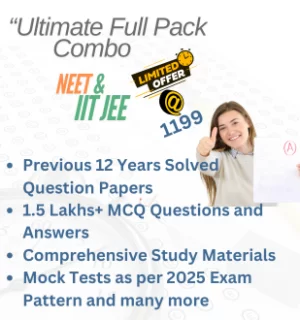 “Ultimate Full Pack
Combo
NEET &
IIT JEE
LIMITED
OFFER
@
1199
• Previous 12 Years Solved
Question Papers
• 1.5 Lakhs+ MCQ Questions and
Answers
• Comprehensive Study Materials
• Mock Tests as per 2025 Exam
Pattern and many more
A